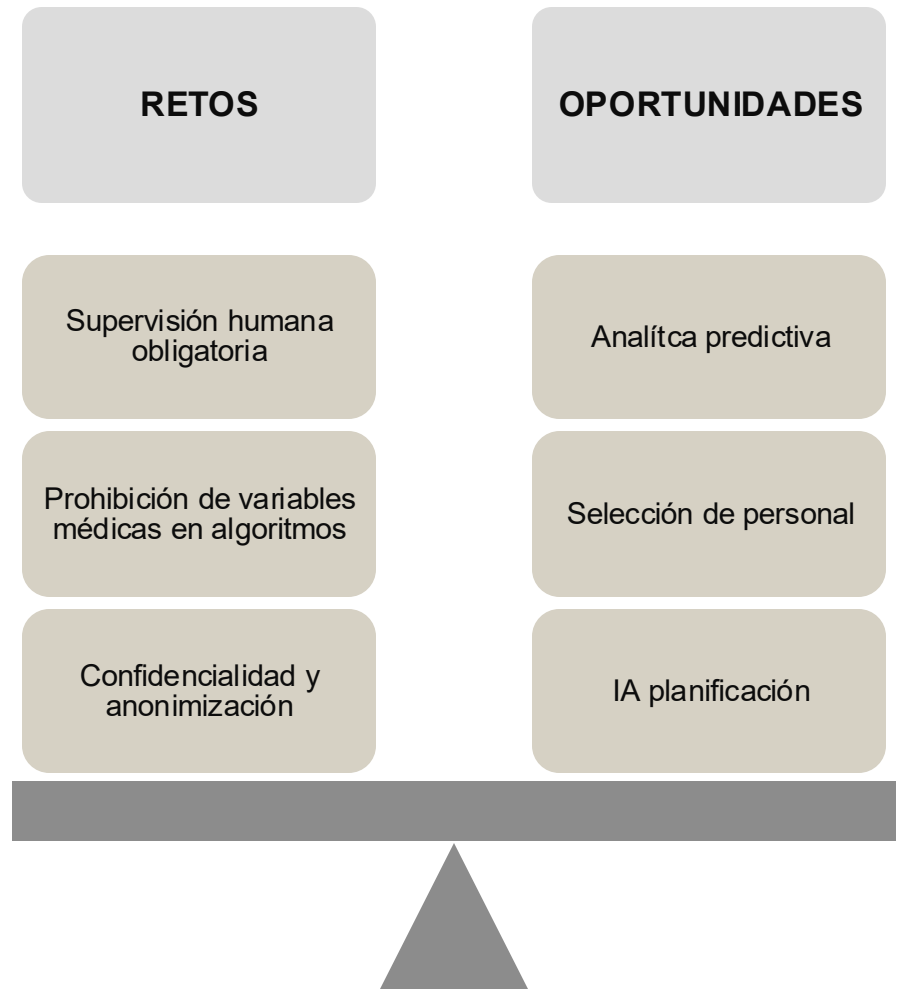 RETOS
OPORTUNIDADES
Supervisión humana
obligatoria
Analítca predictiva
Prohibición de variables
médicas en algoritmos
Selección de personal
Confidencialidad y
anonimización
IA planificación